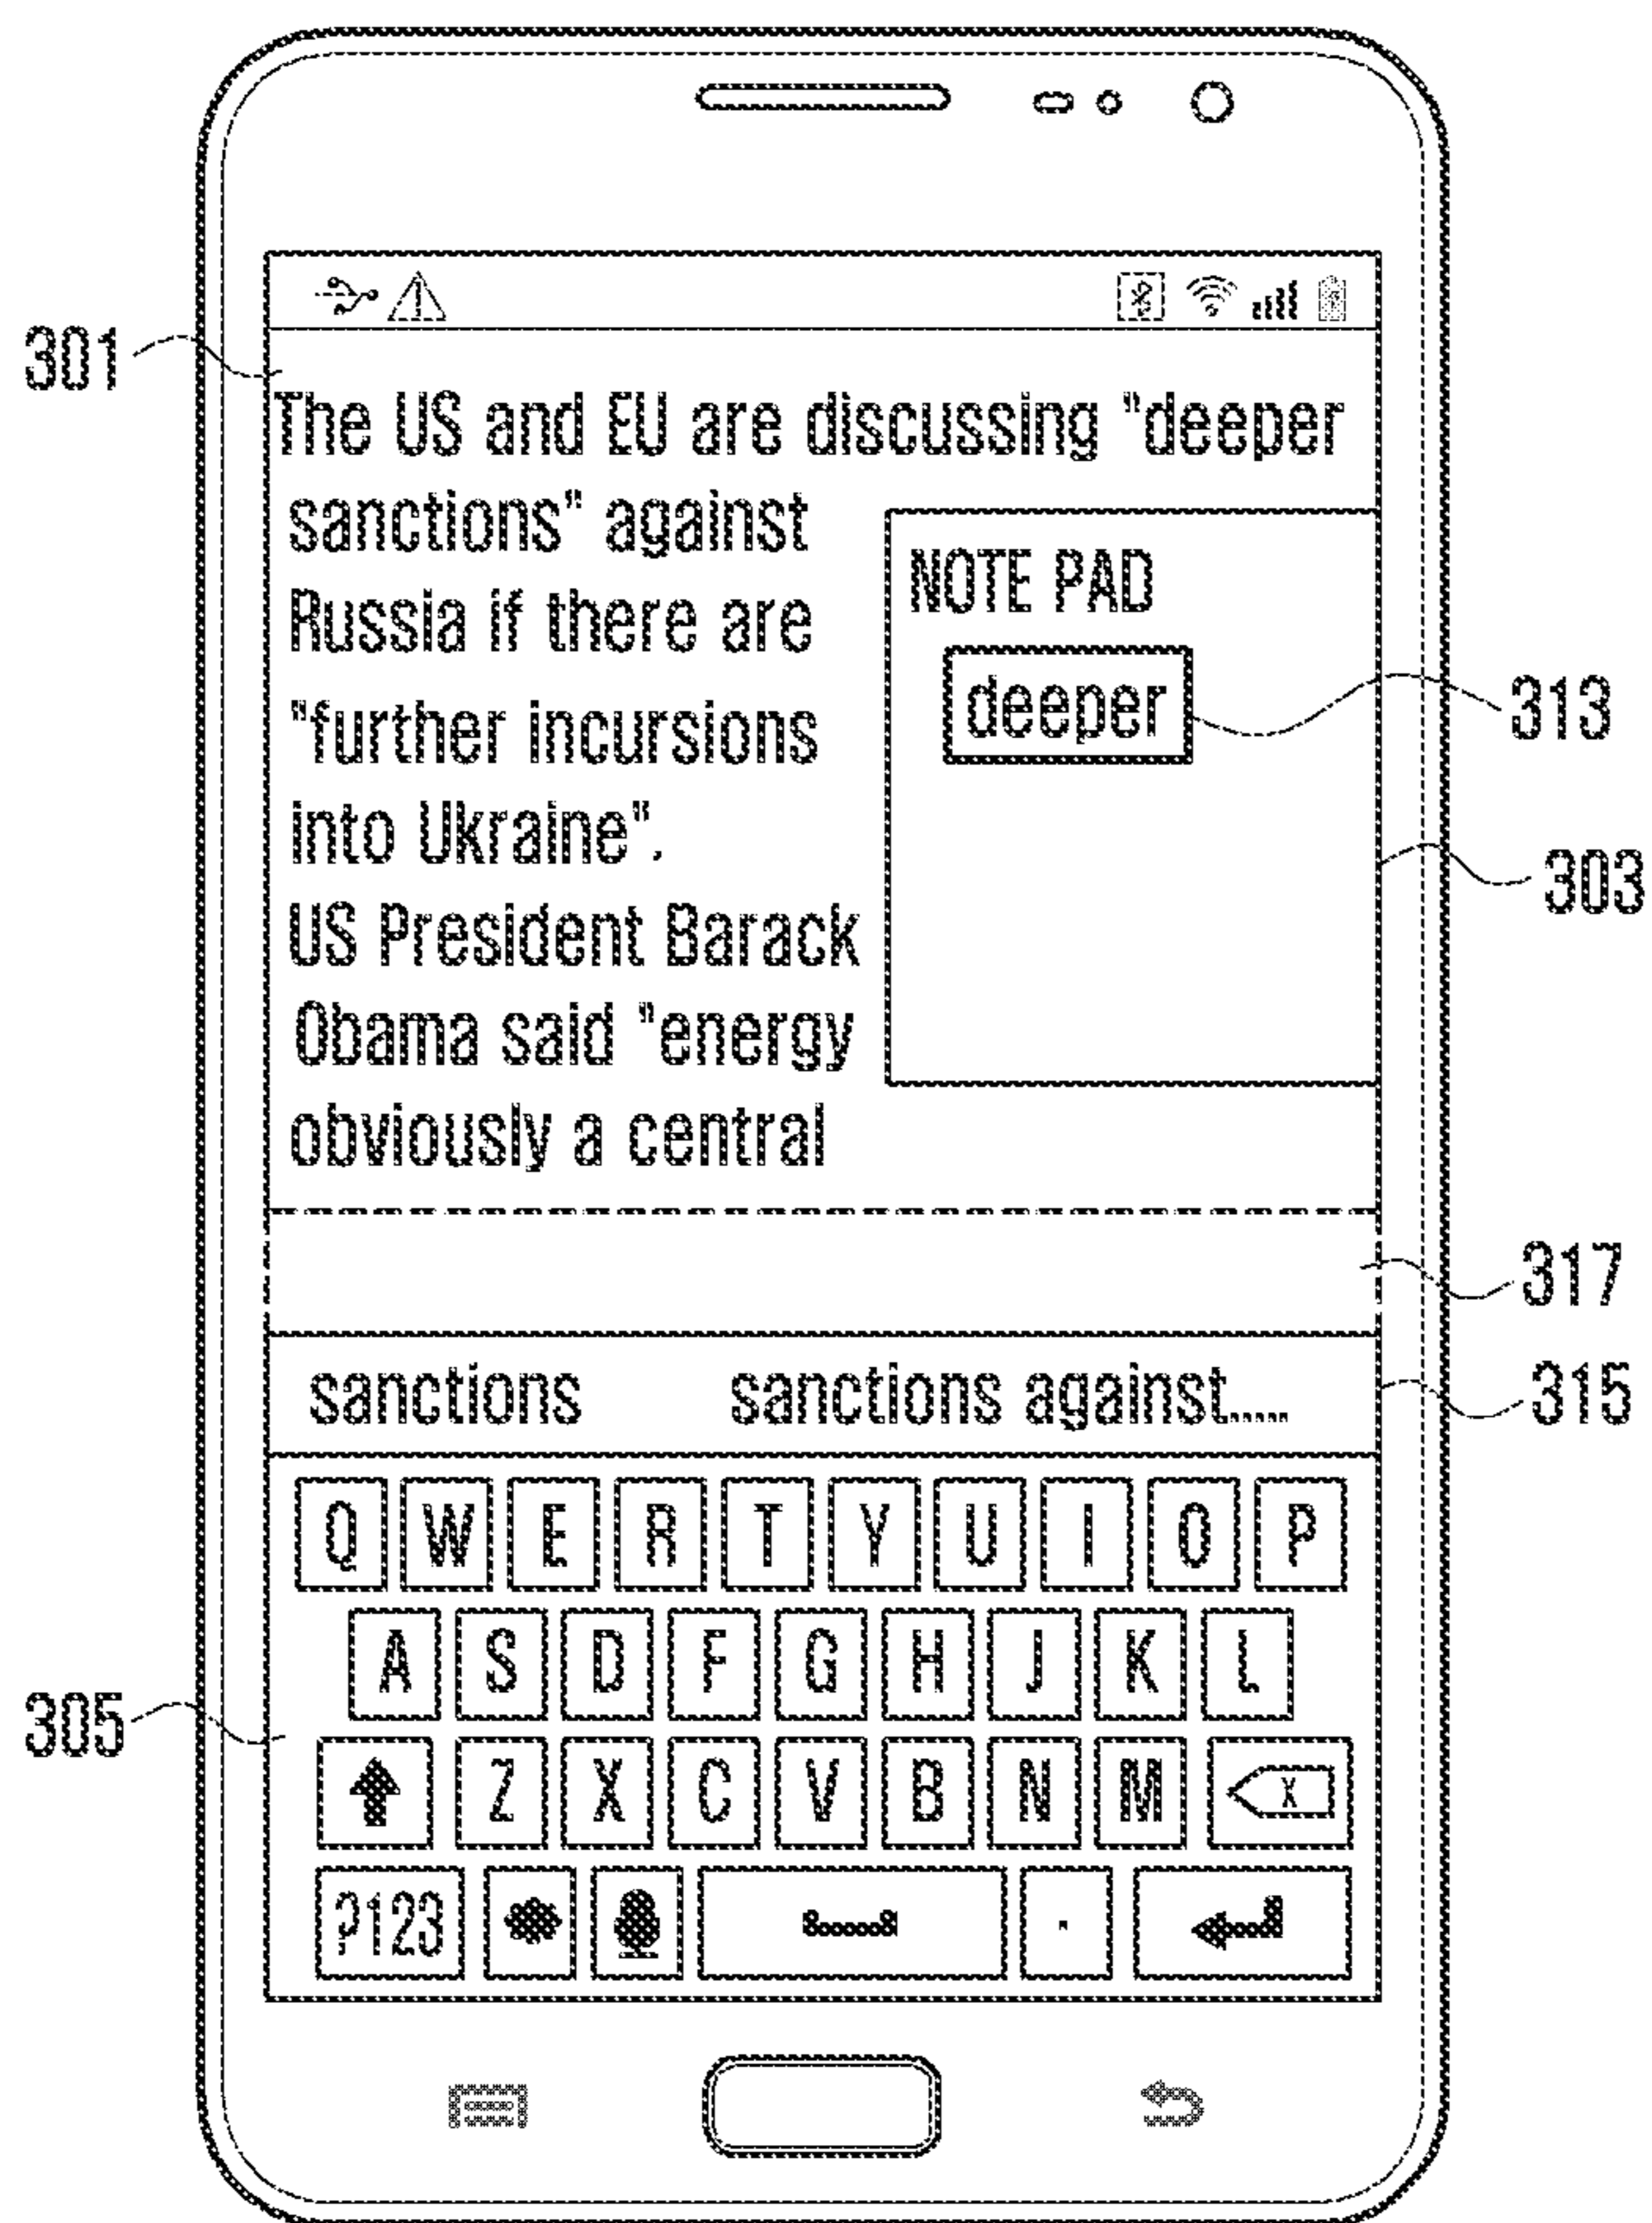 301
The US and EU are discussing "deeper
sanctions" against
Russia if there are
"further incursions
into Ukraine".
US President Barack
Obama said "energy
obviously a central
NOTE PAD
deeper
313
303
317
sanctions sanctions against.....
315
Q W E R T Y U I O P
A S D F G H J K L
305
Z X C V B N M X
P123 .